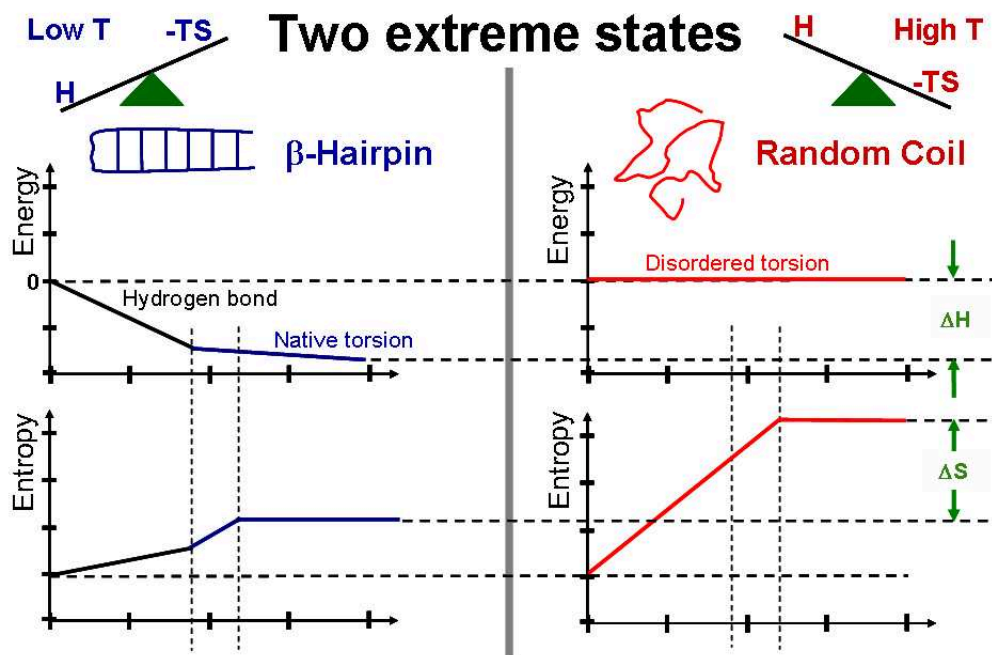 Two extreme states
Low T
-TS
H
β-Hairpin
Energy
0
Hydrogen bond
Native torsion
Entropy
H
High T
-TS
Random Coil
Energy
Disordered torsion
ΔH
Entropy
ΔS